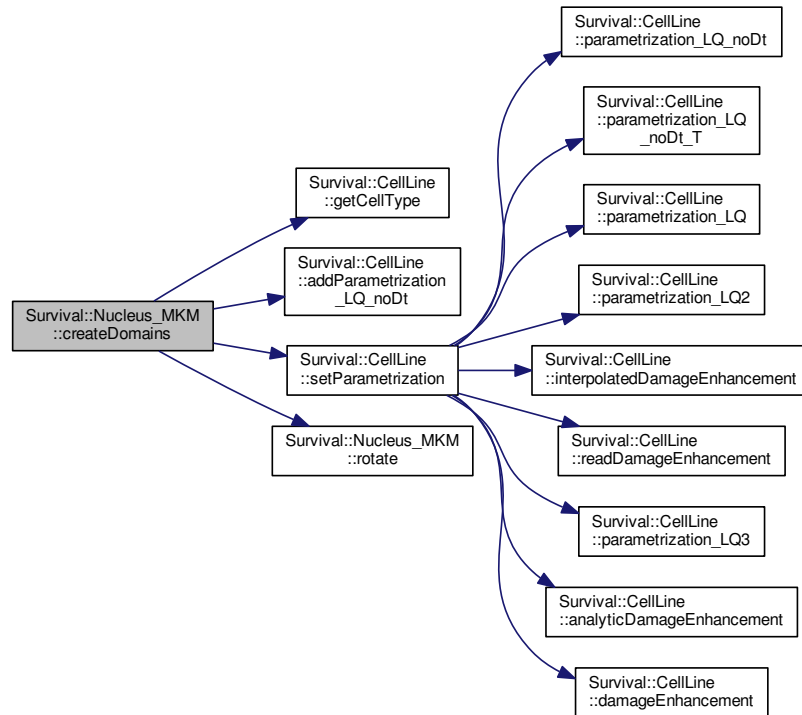 Survival::CellLine
::parametrization_LQ_noDt
Survival::CellLine
::parametrization_LQ
_noDt_T
Survival::CellLine
::getCellType
Survival::CellLine
::parametrization_LQ
Survival::CellLine
::addParametrization
_LQ_noDt
Survival::CellLine
::parametrization_LQ2
Survival::Nucleus_MKM
::createDomains
Survival::CellLine
::setParametrization
Survival::CellLine
::interpolatedDamageEnhancement
Survival::Nucleus_MKM
::rotate
Survival::CellLine
::readDamageEnhancement
Survival::CellLine
::parametrization_LQ3
Survival::CellLine
::analyticDamageEnhancement
Survival::CellLine
::damageEnhancement